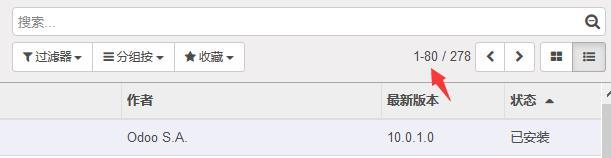 搜索...
过滤器 分组按 收藏 1-80 / 278
作者 最新版本 状态
Odoo S.A. 10.0.1.0 已安装